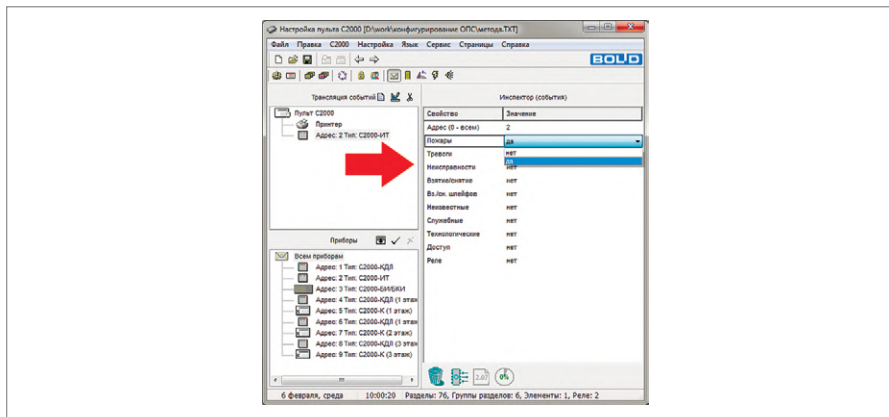 Настройка пульта С2000 [D:\work\конфигурирование ОПС\метода.TXT]
Файл Правка С2000 Настройка Язык Сервис Страницы Справка
BOLID
Трансляция событий
Пульт С2000
Принтер
Адрес: 2 Тип: С2000-ИТ
Приборы
Всем приборам
Адрес: 1 Тип: С2000-КДЛ
Адрес: 2 Тип: С2000-ИТ
Адрес: 3 Тип: С2000-БИ/БКИ
Адрес: 4 Тип: С2000-КДЛ (1 этаж
Адрес: 5 Тип: С2000-К (1 этаж)
Адрес: 6 Тип: С2000-КДЛ (1 этаж
Адрес: 7 Тип: С2000-К (2 этаж)
Адрес: 8 Тип: С2000-КДЛ (3 этаж
Адрес: 9 Тип: С2000-К (3 этаж)
Инспектор (события)
Свойство Значение
Адрес (0 - всем) 2
Пожары да
нет
да
Тревоги
Неисправности нет
Взятие/снятие нет
Вз./сн. шлейфов нет
Неизвестные нет
Служебные нет
Технологические нет
Доступ нет
Реле нет
2.07
0%
6 февраля, среда 10:00:20 Разделы: 76, Группы разделов: 6, Элементы: 1, Реле: 2